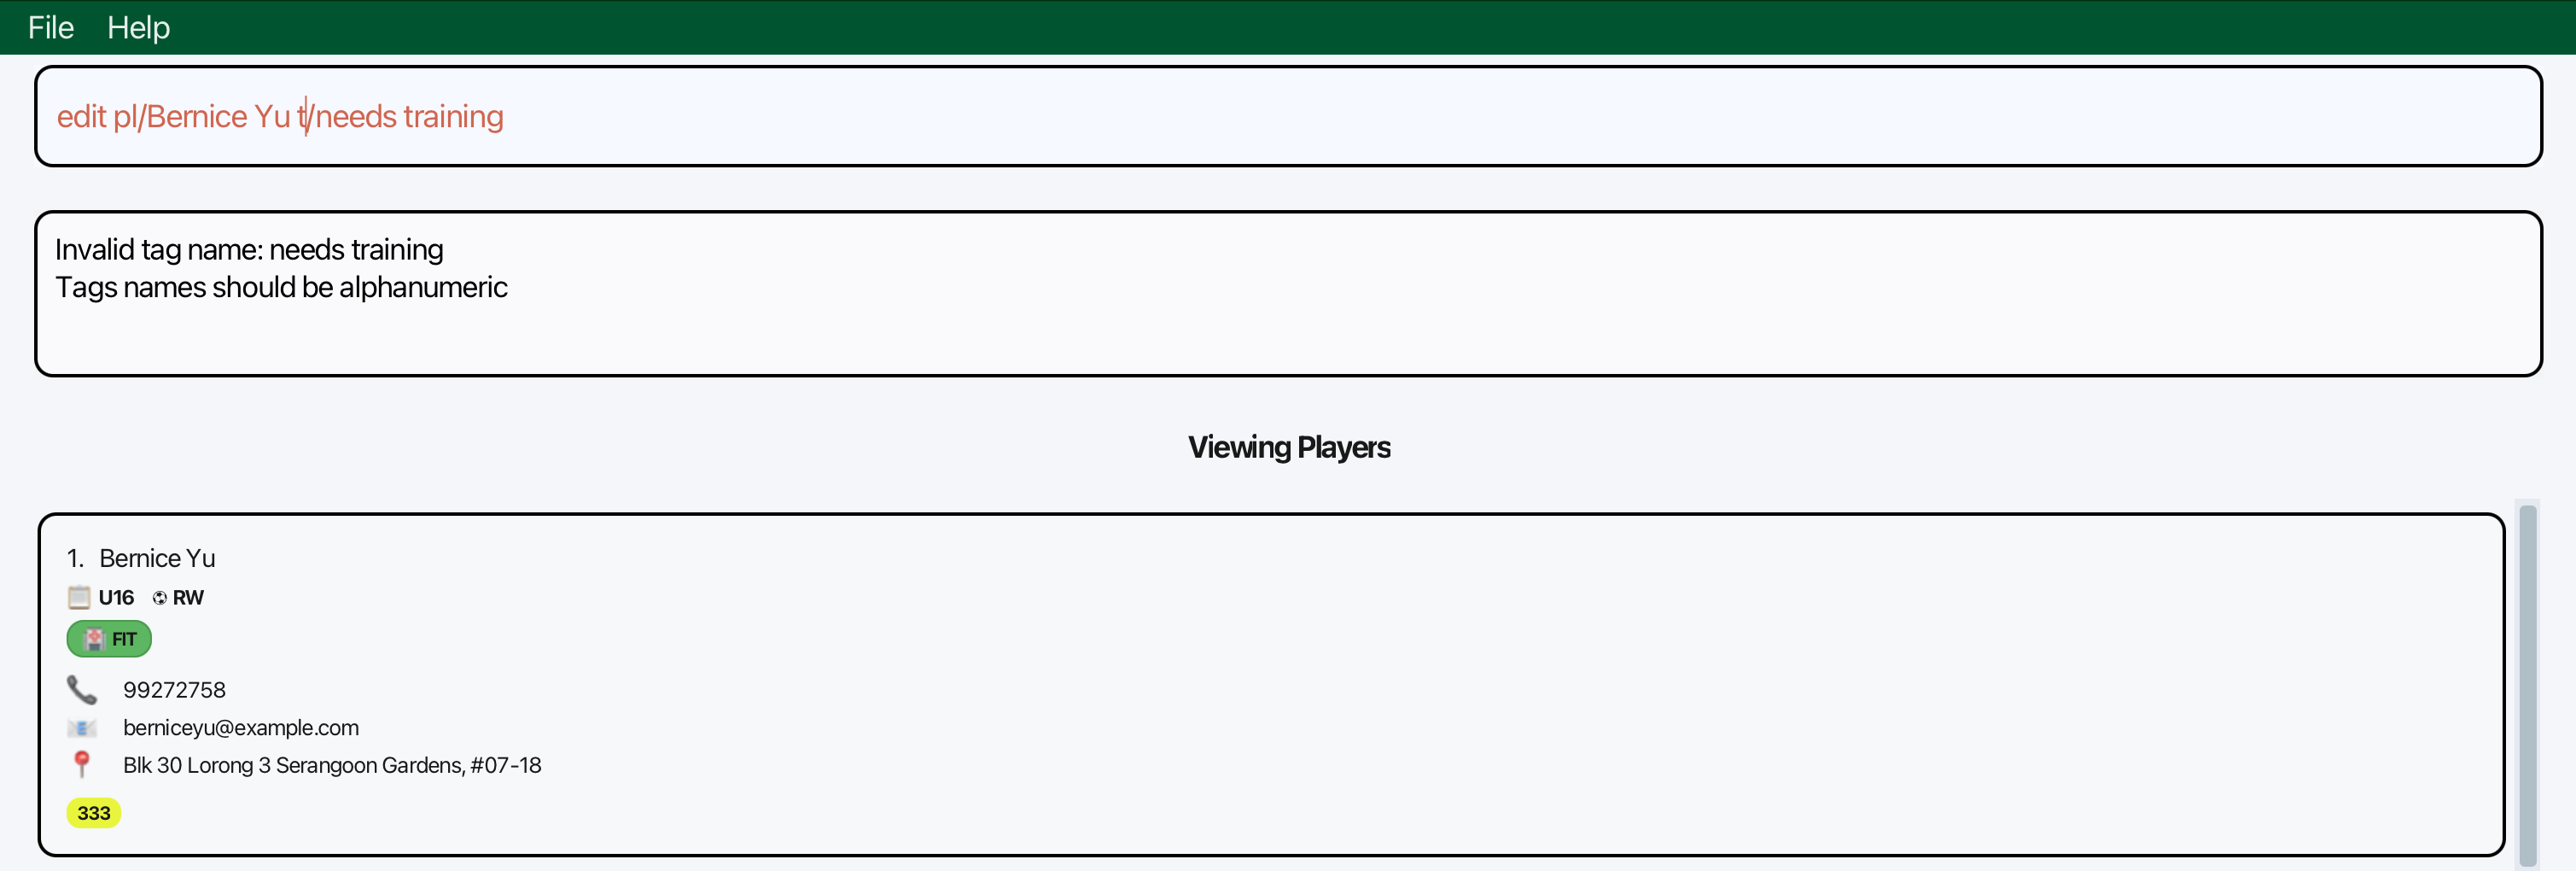 File Help
edit pl/Bernice Yu t/needs training
Invalid tag name: needs training
Tags names should be alphanumeric
Viewing Players
1. Bernice Yu
U16 RW
FIT
99272758
berniceyu@example.com
Blk 30 Lorong 3 Serangoon Gardens, #07-18
333